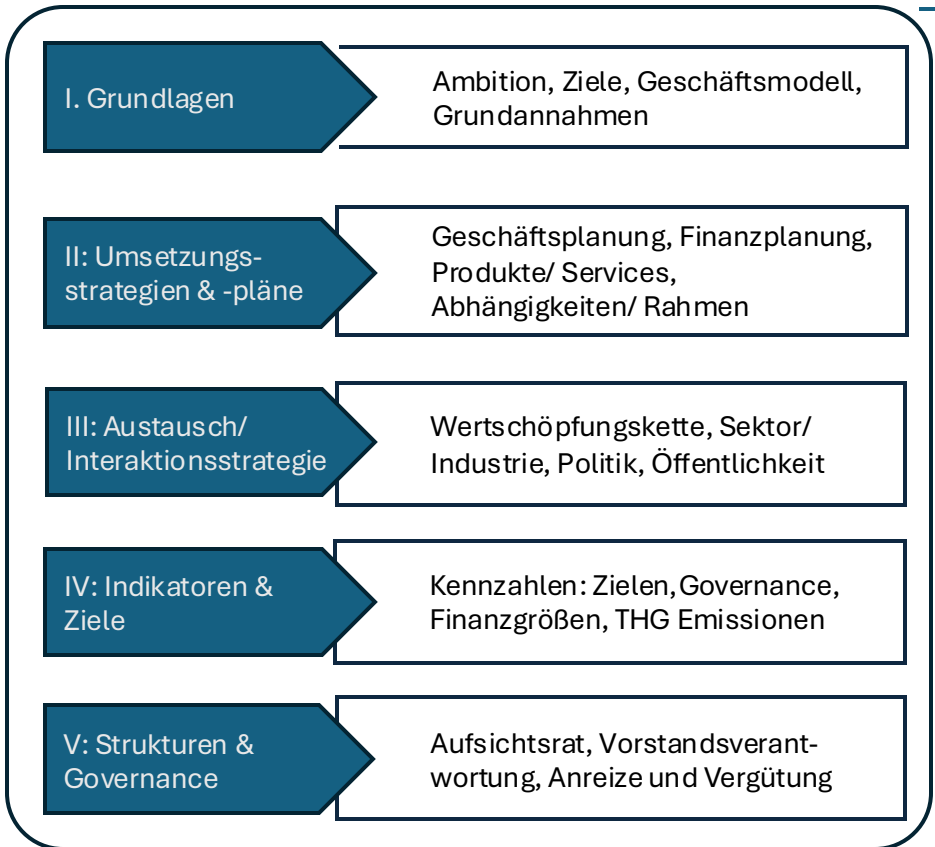 I. Grundlagen
Ambition, Ziele, Geschäftsmodell,
Grundannahmen
II: Umsetzungs-
strategien & -pläne
Geschäftsplanung, Finanzplanung,
Produkte/ Services,
Abhängigkeiten/ Rahmen
III: Austausch/
Interaktionsstrategie
Wertschöpfungskette, Sektor/
Industrie, Politik, Öffentlichkeit
IV: Indikatoren &
Ziele
Kennzahlen: Zielen, Governance,
Finanzgrößen, THG Emissionen
V: Strukturen &
Governance
Aufsichtsrat, Vorstandsverant-
wortung, Anreize und Vergütung